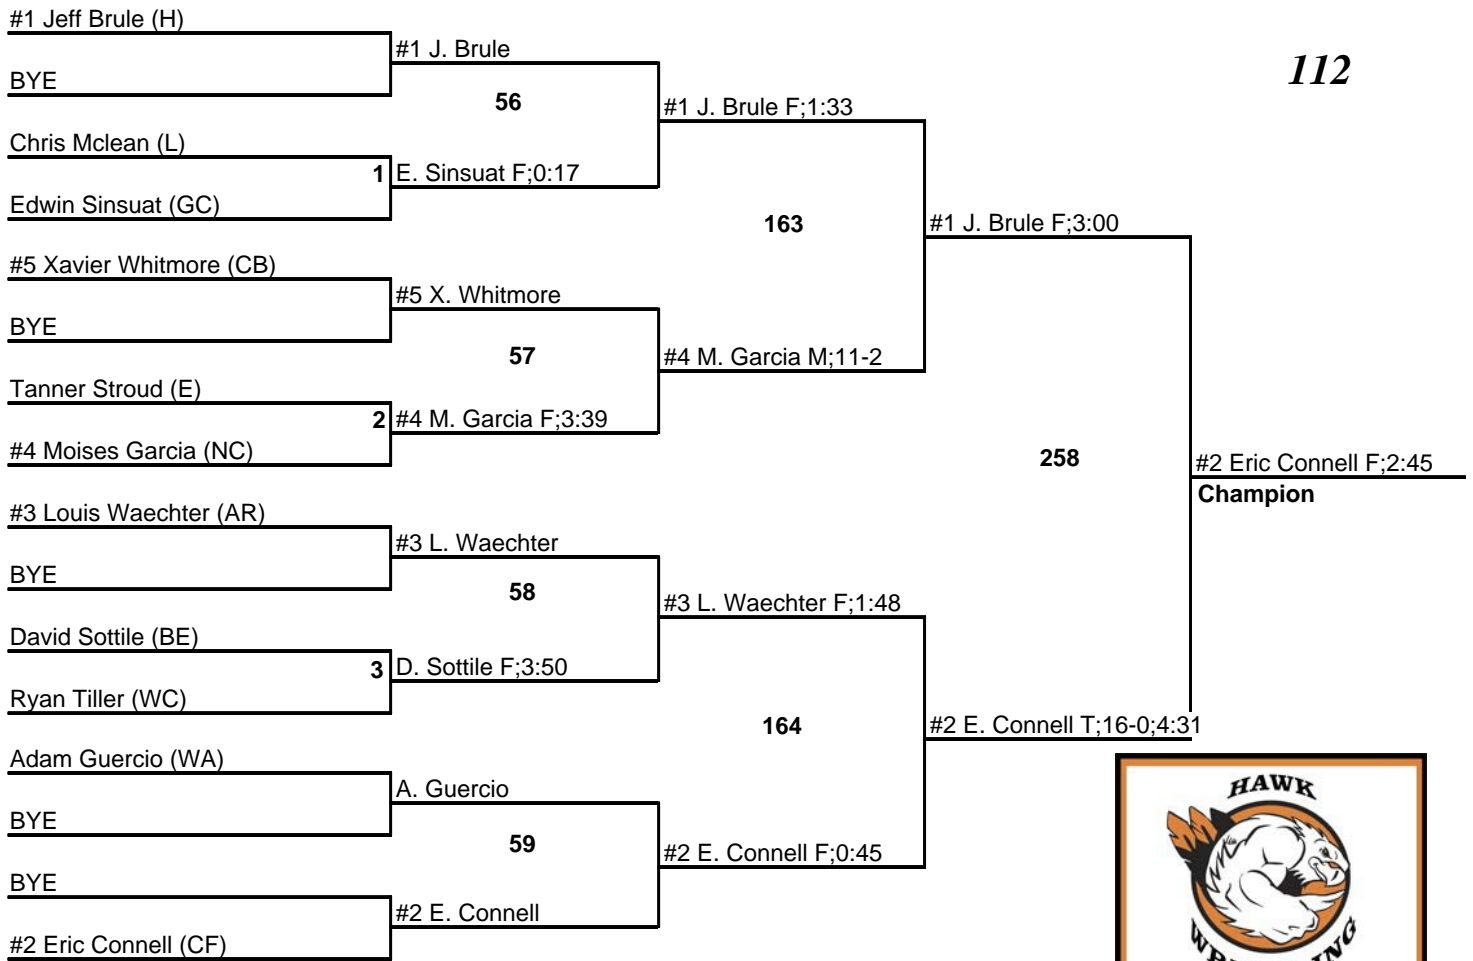 #1 Jeff Brule (H)
BYE
Chris Mclean (L)
1
Edwin Sinsuat (GC)
#5 Xavier Whitmore (CB)
BYE
Tanner Stroud (E)
2
#4 Moises Garcia (NC)
#3 Louis Waechter (AR)
BYE
David Sottile (BE)
3
Ryan Tiller (WC)
Adam Guercio (WA)
BYE
BYE
#2 Eric Connell (CF)
#1 J. Brule
56
E. Sinsuat F;0:17
#5 X. Whitmore
57
#4 M. Garcia F;3:39
#3 L. Waechter
58
D. Sottile F;3:50
A. Guercio
59
#2 E. Connell
#1 J. Brule F;1:33
163
#4 M. Garcia M;11-2
#3 L. Waechter F;1:48
164
#2 E. Connell F;0:45
#1 J. Brule F;3:00
258
#2 E. Connell T;16-0;4:31
#2 Eric Connell F;2:45
Champion
112
HAWK